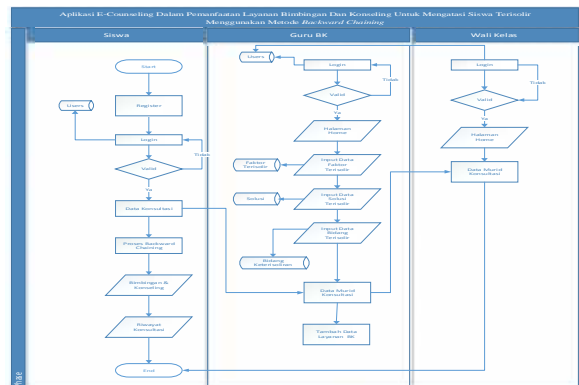 Aplikasi E-Counseling Dalam Pemanfaatan Layanan Bimbingan Dan Konseling Untuk Mengatasi Siswa Terisolir
Menggunakan Metode Backward Chaining
Siswa
Guru BK
Wali Kelas
Start
Register
Users
Login
Tidak
Valid
Ya
Data Konsultasi
Proses Backward
Chaining
Bimbingan &
Konseling
Riwayat
Konsultasi
End
Users
Login
Tidak
Valid
Ya
Halaman
Home
Faktor
Terisolir
Input Data
Faktor
Terisolir
Solusi
Input Data
Solusi
Terisolir
Input Data
Bidang
Terisolir
Bidang
Data Murid
Konsultasi
Tambah Data
Layanan BK
Login
Tidak
Valid
Ya
Halaman
Home
Data Murid
Konsultasi